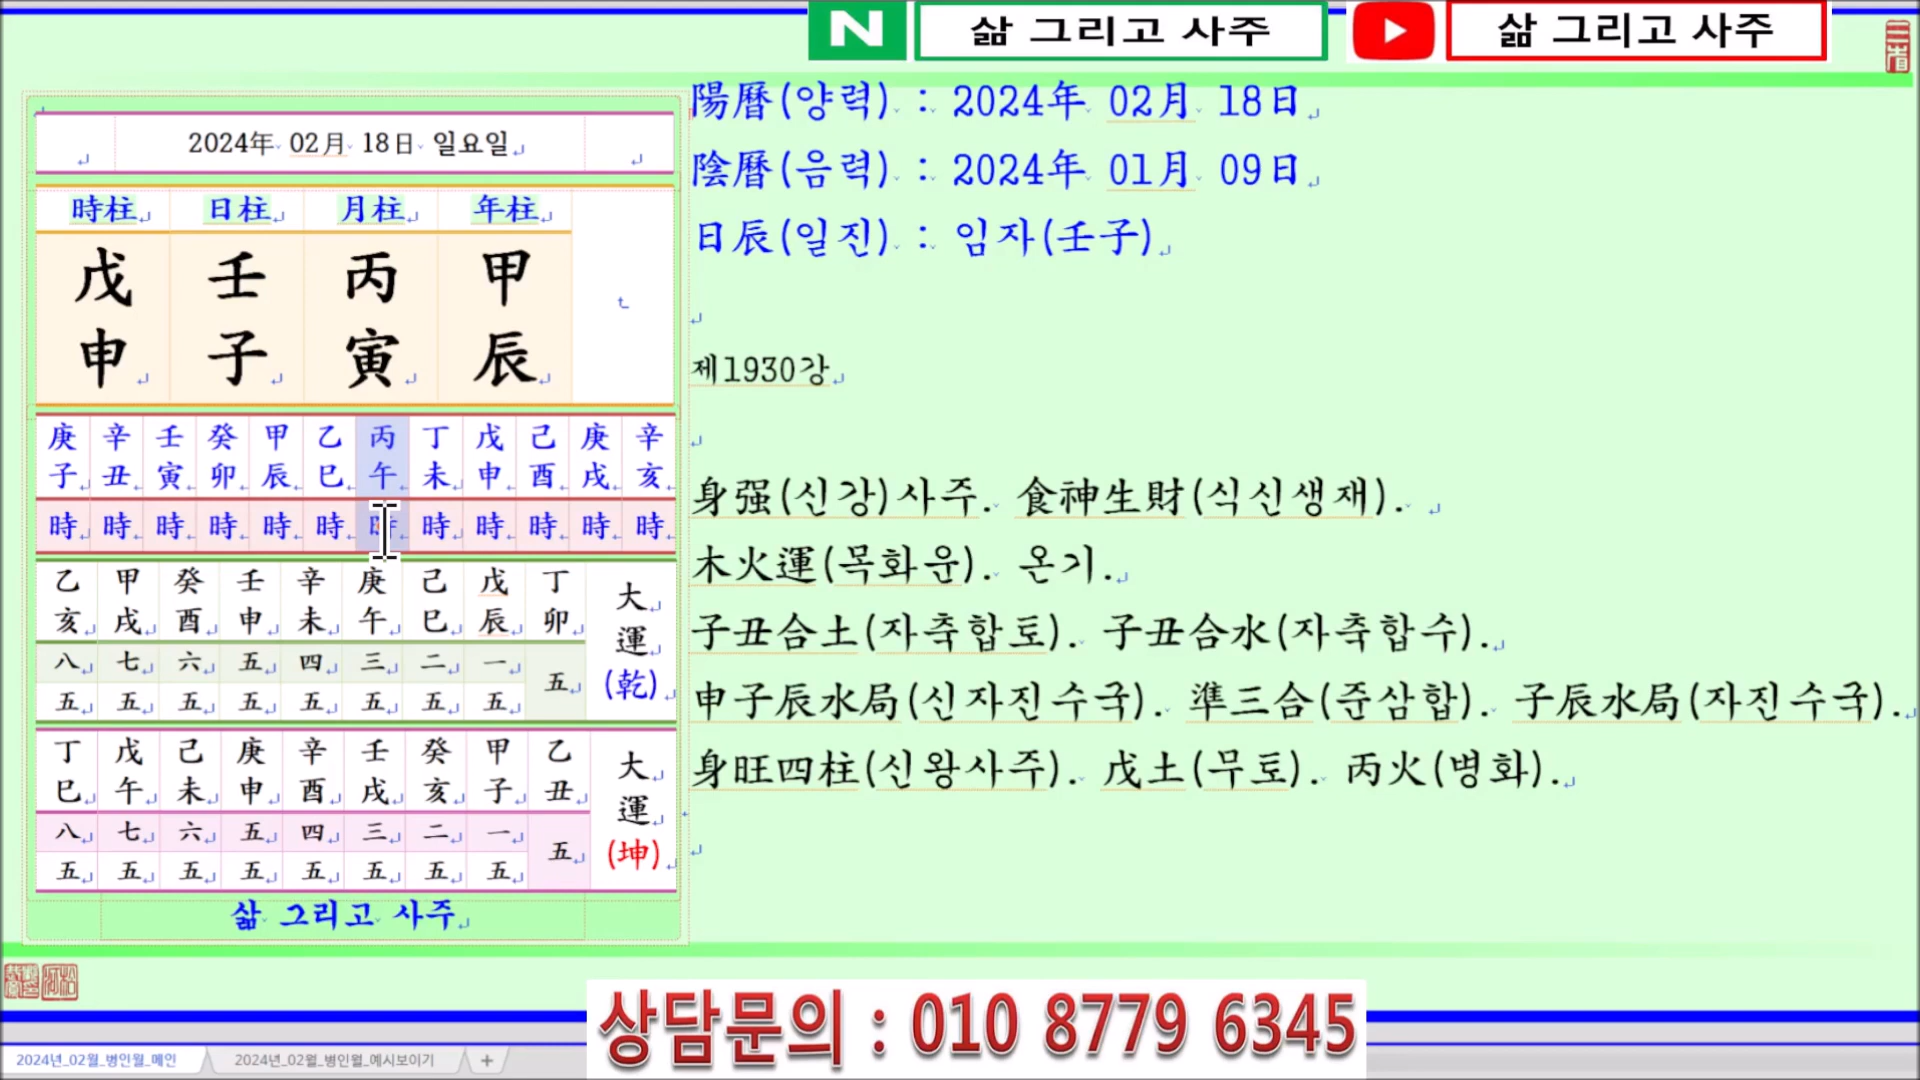 N 삶 그리고 사주 삶 그리고 사주
2024年 02月 18日 일요일
時柱 日柱 月柱 年柱
戊 壬 丙 甲
申 子 寅 辰
庚 辛 壬 癸 甲 乙 丙 丁 戊 己 庚 辛
子 丑 寅 卯 辰 巳 午 未 申 酉 戌 亥
時 時 時 時 時 時 時 時 時 時 時 時
乙 甲 癸 壬 辛 庚 己 戊 丁
亥 戌 酉 申 未 午 巳 辰 卯
八 七 六 五 四 三 二 一
五 五 五 五 五 五 五 五 五
大
運
(乾)
丁 戊 己 庚 辛 壬 癸 甲 乙
巳 午 未 申 酉 戌 亥 子 丑
八 七 六 五 四 三 二 一
五 五 五 五 五 五 五 五 五
大
運
(坤)
삶 그리고 사주
陽曆(양력) : 2024年 02月 18日
陰曆(음력) : 2024年 01月 09日
日辰(일진) : 임자(壬子)
제1930강
身强(신강)사주. 食神生財(식신생재).
木火運(목화운). 온기.
子丑合土(자축합토). 子丑合水(자축합수).
申子辰水局(신자진수국). 準三合(준삼합). 子辰水局(자진수국).
身旺四柱(신왕사주). 戊土(무토). 丙火(병화).
상담문의 : 010 8779 6345
2024년_02월_병인월_메인 2024년_02월_병인월_예시보이기 +